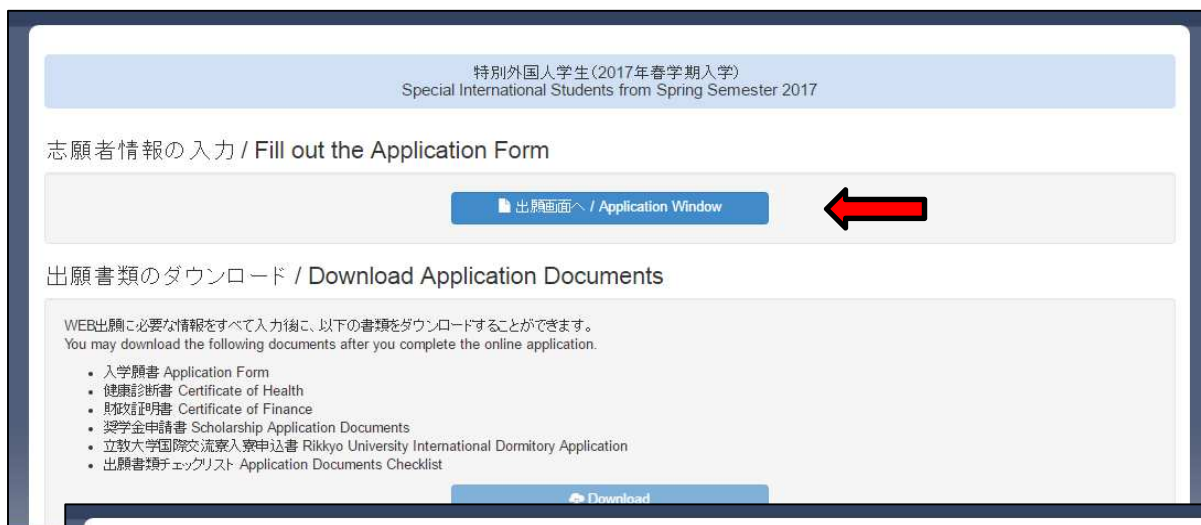 特別外国人学生(2017年春学期入学)
Special International Students from Spring Semester 2017
志願者情報の入力 / Fill out the Application Form
出願画面へ / Application Window
出願書類のダウンロード / Download Application Documents
WEB出願に必要な情報をすべて入力後に、以下の書類をダウンロードすることができます。
You may download the following documents after you complete the online application.
• 入学願書 Application Form
• 健康診断書 Certificate of Health
• 財政証明書 Certificate of Finance
• 奨学金申請書 Scholarship Application Documents
• 立教大学国際交流寮入寮申込書 Rikkyo University International Dormitory Application
• 出願書類チェックリスト Application Documents Checklist
Download